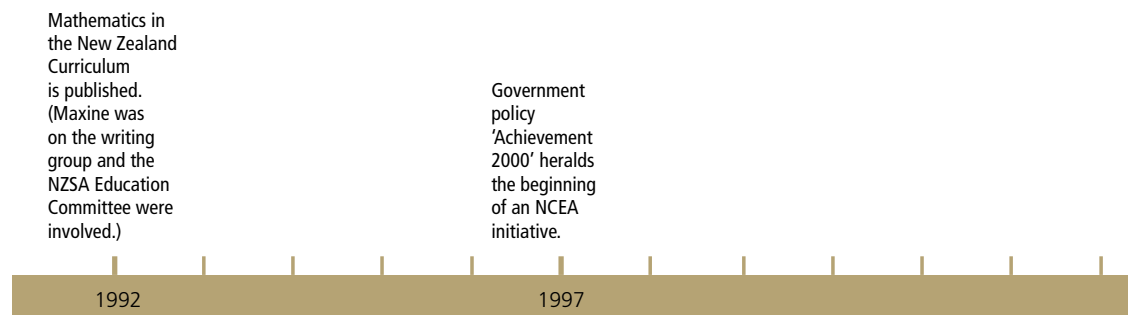 Mathematics in
the New Zealand
Curriculum
is published.
(Maxine was
on the writing
group and the
NZSA Education
Committee were
involved.)
Government
policy
‘Achievement
2000’ heralds
the beginning
of an NCEA
initiative.
1992
1997